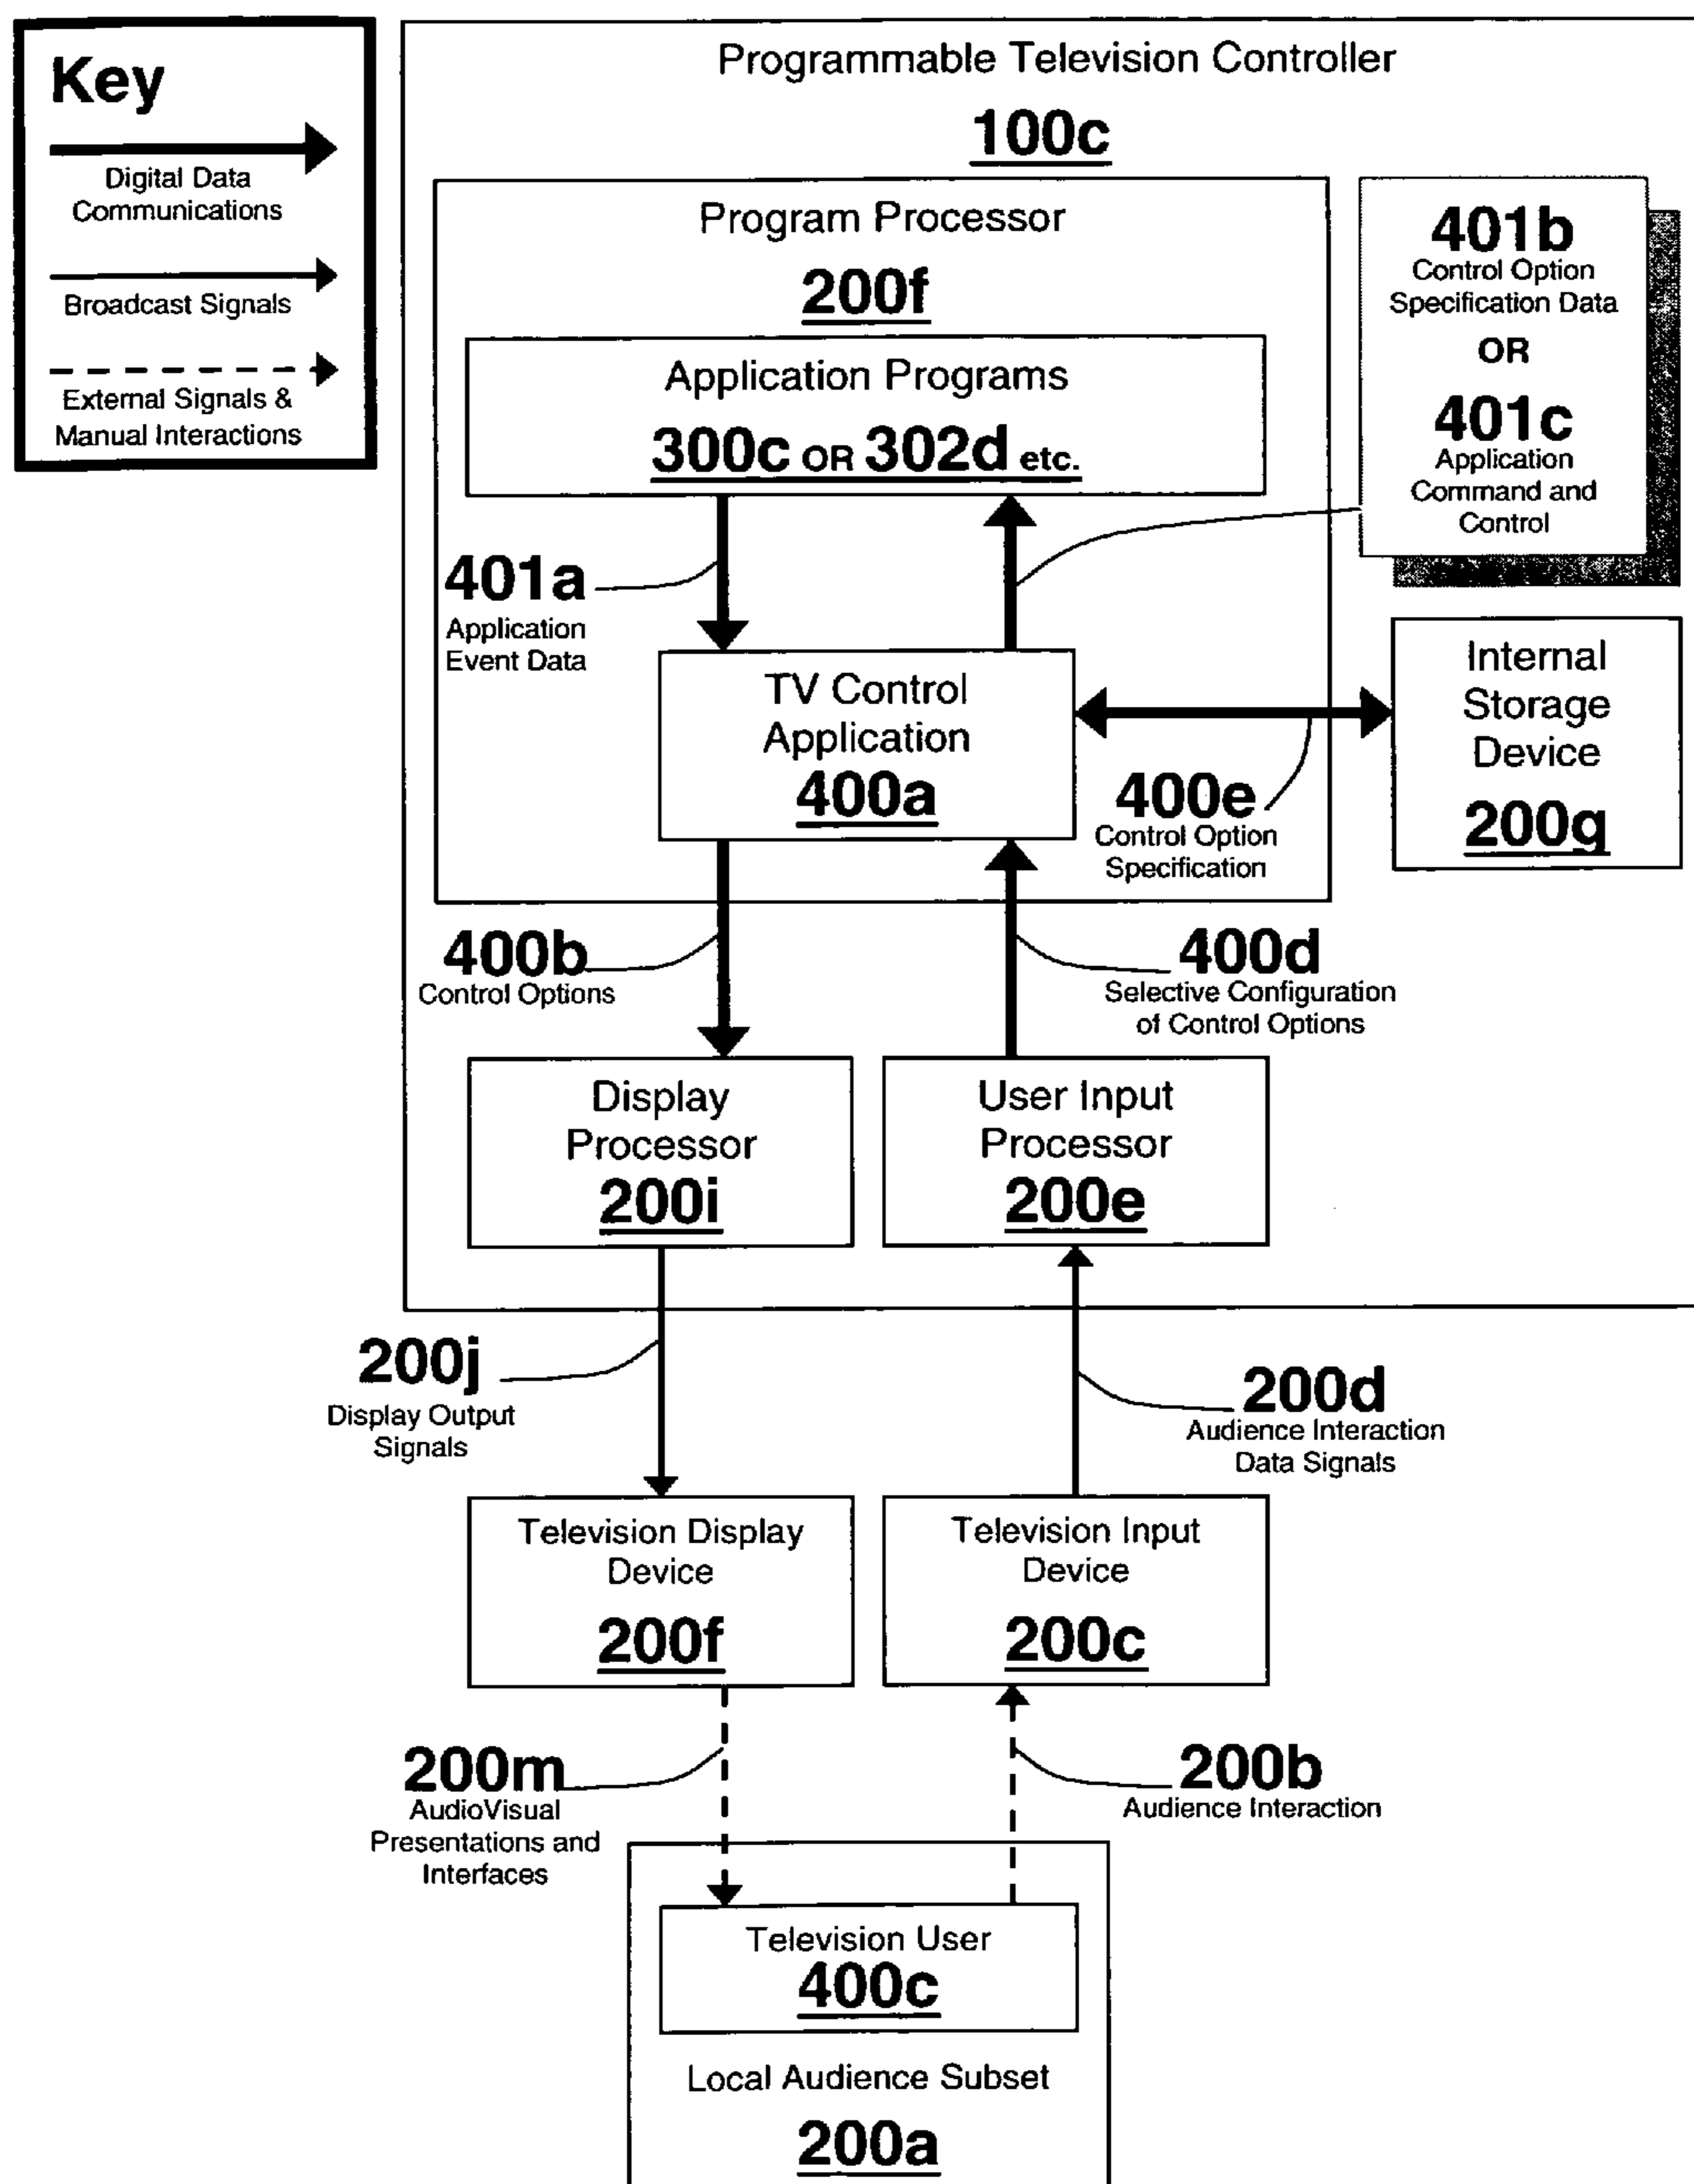 Key
Digital Data
Communications
Broadcast Signals
External Signals &
Manual Interactions
Programmable Television Controller
100c
Program Processor
200f
Application Programs
300c OR 302d etc.
401b
Control Option
Specification Data
OR
401c
Application
Command and
Control
401a
Application
Event Data
TV Control
Application
400a
400e
Control Option
Specification
Internal
Storage
Device
200g
400b
Control Options
400d
Selective Configuration
of Control Options
Display
Processor
200i
User Input
Processor
200e
200j
Display Output
Signals
200d
Audience Interaction
Data Signals
Television Display
Device
200f
Television Input
Device
200c
200m
AudioVisual
Presentations and
Interfaces
200b
Audience Interaction
Television User
400c
Local Audience Subset
200a